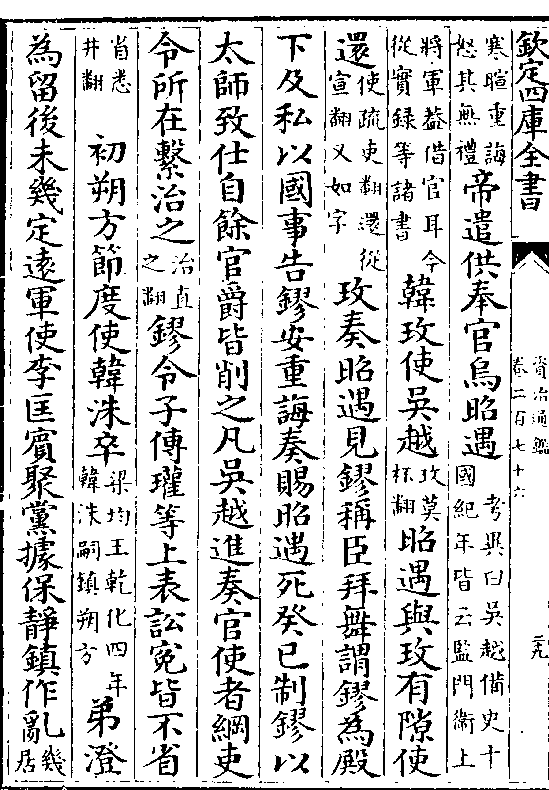 欽定四庫全書
資治通鑑
卷二百七十六
二九
寒暄重誨怒其無禮帝遣供奉官烏昭遇考異曰吳越備史十國紀年皆云監門衛上
將軍葢借官耳今從實録等諸書韓玫使吳越玫莫杯翻昭遇與玫有隙使
還使疏吏翻還從宣翻又如字玫奏昭遇見鏐稱臣拜舞謂鏐為殿
下及私以國事告鏐安重誨奏賜昭遇死癸巳制鏐以
太師致仕自餘官爵皆削之凡吳越進奏官使者綱吏
令所在繫治之治直之翻鏐令子傳瓘等上表訟寃皆不省
省悉井翻初朔方節度使韓洙卒梁均王乾化四年韓洙嗣鎮朔方弟澄
為留後未幾定逺軍使李匡賓聚黨據保靜鎮作亂幾居